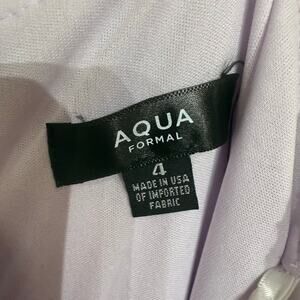 AQUA
FORMAL
4
MADE IN USA
OF IMPORTED
FABRIC